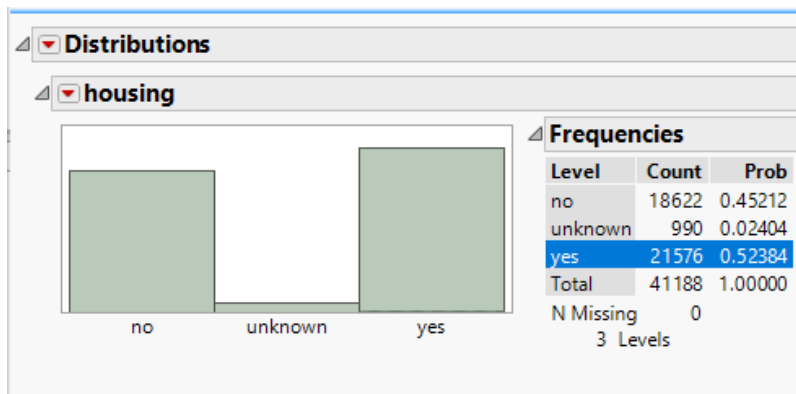 Distributions
housing
no unknown yes
Frequencies
Level Count Prob
no 18622 0.45212
unknown 990 0.02404
yes 21576 0.52384
Total 41188 1.00000
N Missing 0
3 Levels